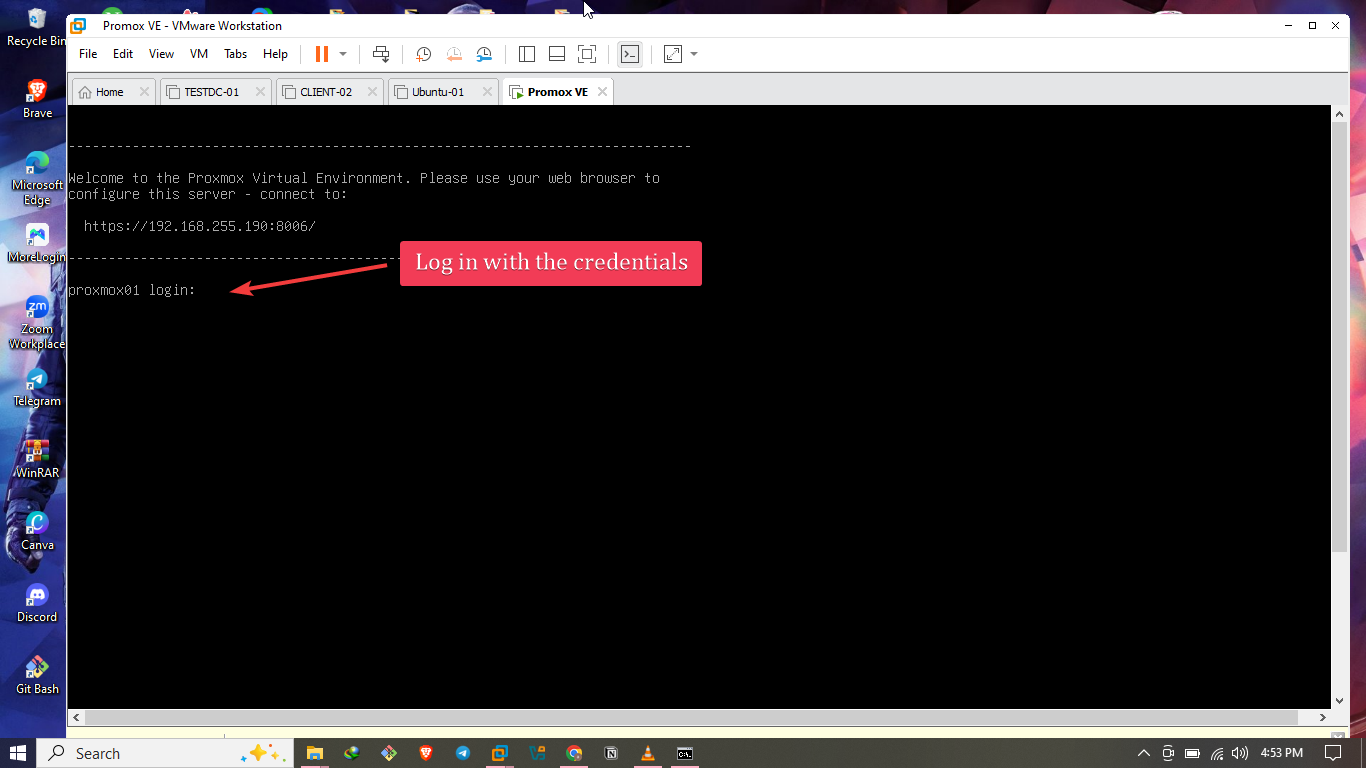 Recycle Bin
Brave
Microsoft
Edge
MoreLogin
Zoom
Workplace
Telegram
WinRAR
Canva
Discord
Git Bash
Promox VE - VMware Workstation
File Edit View VM Tabs Help
Home TESTDC-01 CLIENT-02 Ubuntu-01 Promox VE
Welcome to the Proxmox Virtual Environment. Please use your web browser to
configure this server - connect to:
https://192.168.255.190:8006/
Log in with the credentials
proxmox01 login:
Search
4:53 PM